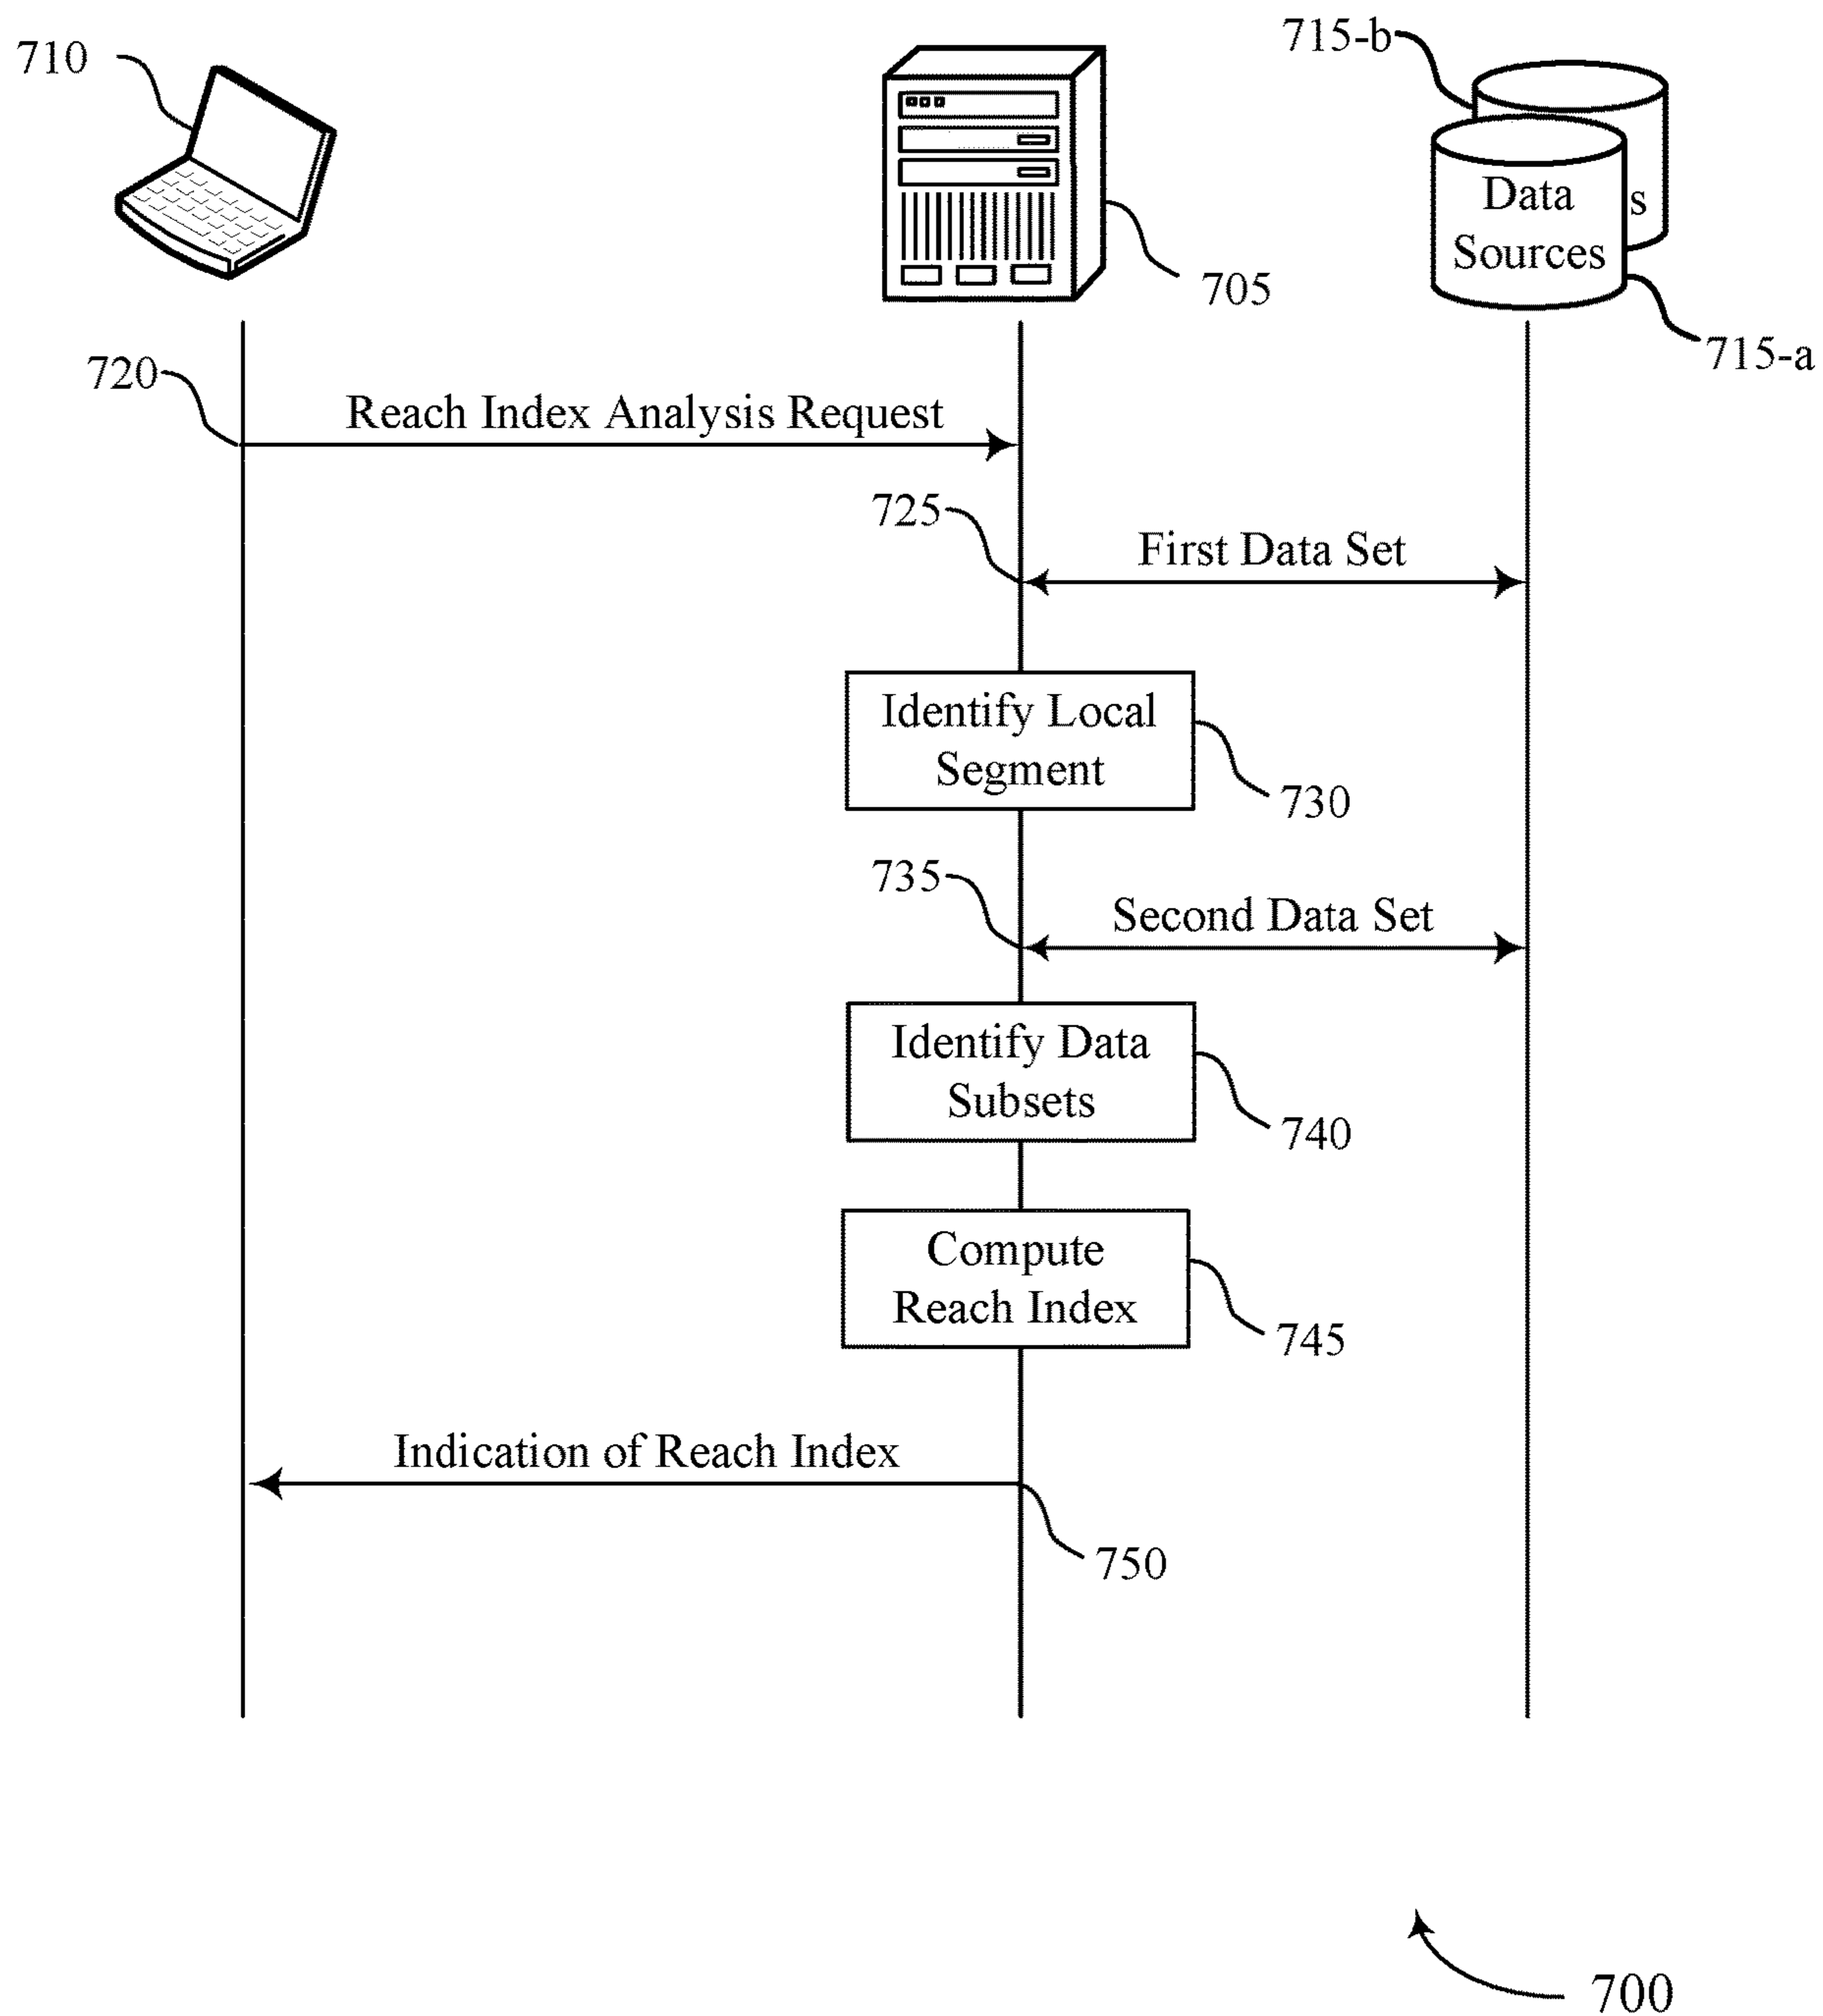 710
715-b
Data
Sources
s
705
715-a
720
Reach Index Analysis Request
725
First Data Set
Identify Local
Segment
730
735
Second Data Set
Identify Data
Subsets
740
Compute
Reach Index
745
Indication of Reach Index
750
700